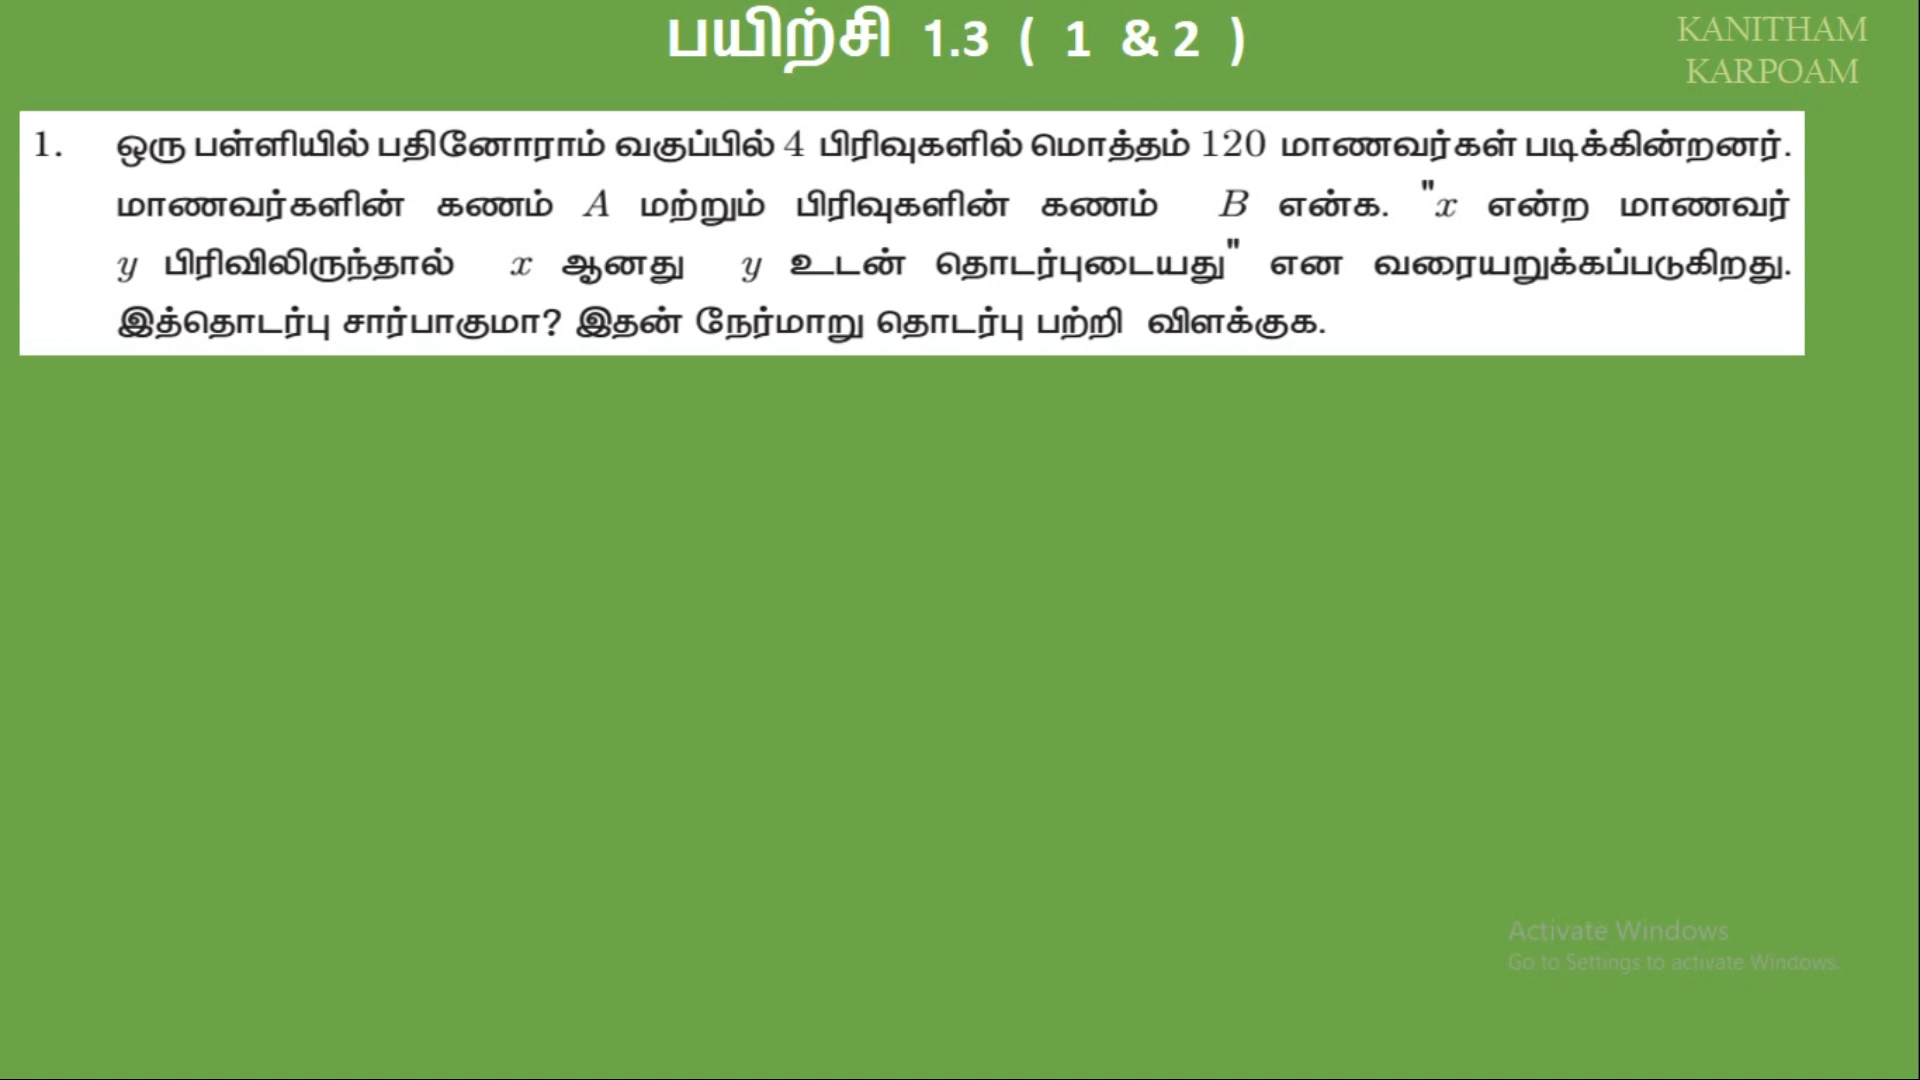 பயிற்சி 1.3 ( 1 & 2 )
KANITHAM
KARPOAM
1. ஒரு பள்ளியில் பதினோராம் வகுப்பில் 4 பிரிவுகளில் மொத்தம் 120 மாணவர்கள் படிக்கின்றனர்.
மாணவர்களின் கணம் A மற்றும் பிரிவுகளின் கணம் B என்க. "x என்ற மாணவர்
y பிரிவிலிருந்தால் x ஆனது y உடன் தொடர்புடையது" என வரையறுக்கப்படுகிறது.
இத்தொடர்பு சார்பாகுமா? இதன் நேர்மாறு தொடர்பு பற்றி விளக்குக.
Activate Windows
Go to Settings to activate Windows.